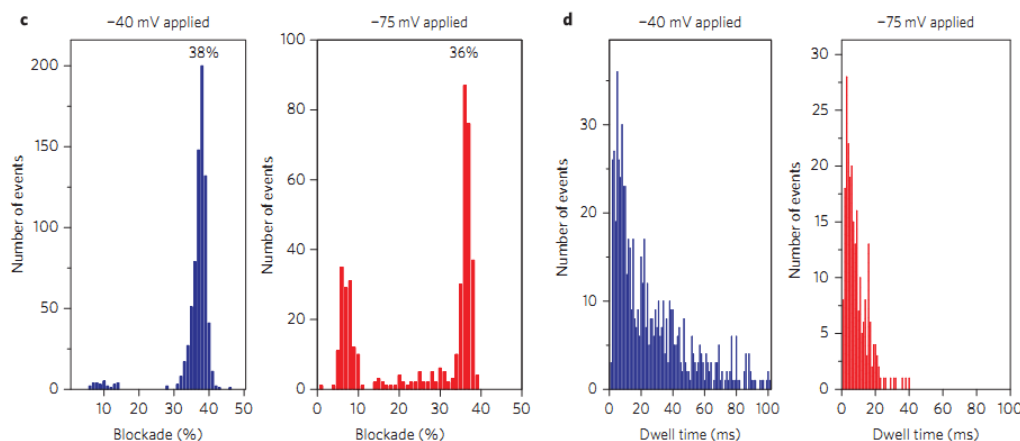 c
−40 mV applied
38%
Number of events
200
150
100
50
0
10 20 30 40 50
Blockade (%)
−75 mV applied
36%
Number of events
100
80
60
40
20
0
0 10 20 30 40 50
Blockade (%)
d
−40 mV applied
Number of events
30
20
10
0
0 20 40 60 80 100
Dwell time (ms)
−75 mV applied
Number of events
30
25
20
15
10
5
0
0 20 40 60 80 100
Dwell time (ms)